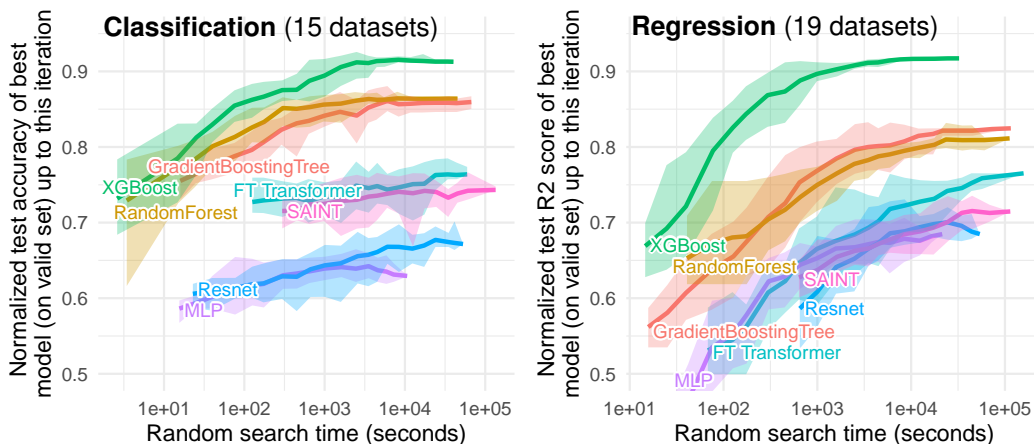 Classification (15 datasets)
Normalized test accuracy of best
model (on valid set) up to this iteration
0.9
0.8
0.7
0.6
0.5
XGBoost
GradientBoostingTree
RandomForest
FT Transformer
SAINT
Resnet
MLP
1e+01 1e+02 1e+03 1e+04 1e+05
Random search time (seconds)
Regression (19 datasets)
Normalized test R2 score of best
model (on valid set) up to this iteration
0.9
0.8
0.7
0.6
0.5
XGBoost
RandomForest
SAINT
Resnet
GradientBoostingTree
FT Transformer
MLP
1e+01 1e+02 1e+03 1e+04 1e+05
Random search time (seconds)